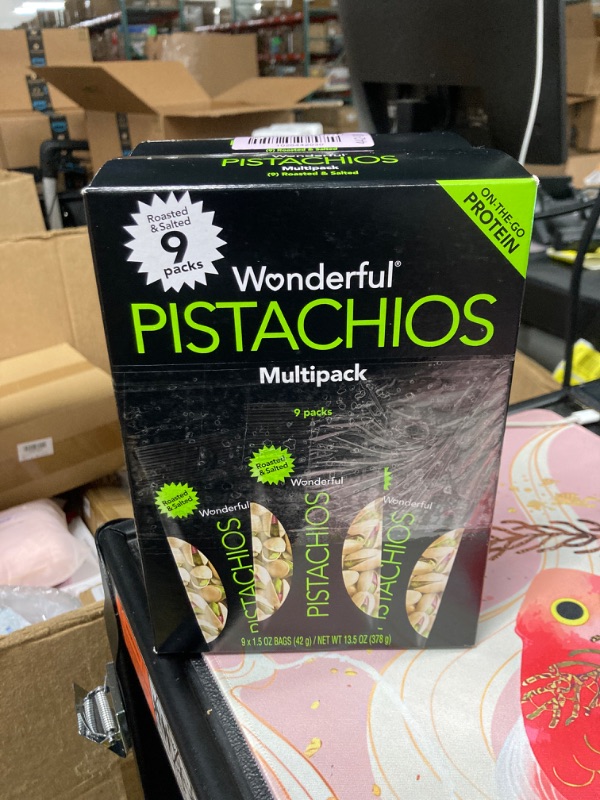 PISTACHIOS
Multipack
(9) Roasted & Salted
ON-THE-GO
PROTEIN
Roasted
& Salted
9
packs
Wonderful®
PISTACHIOS
Multipack
9 packs
Roasted
& Salted
Wonderful
PISTACHIOS
Roasted
& Salted
Wonderful
PISTACHIOS
Wonderful
PISTACHIOS
9 x 1.5 OZ BAGS (42 g) / NET WT 13.5 OZ (378 g)